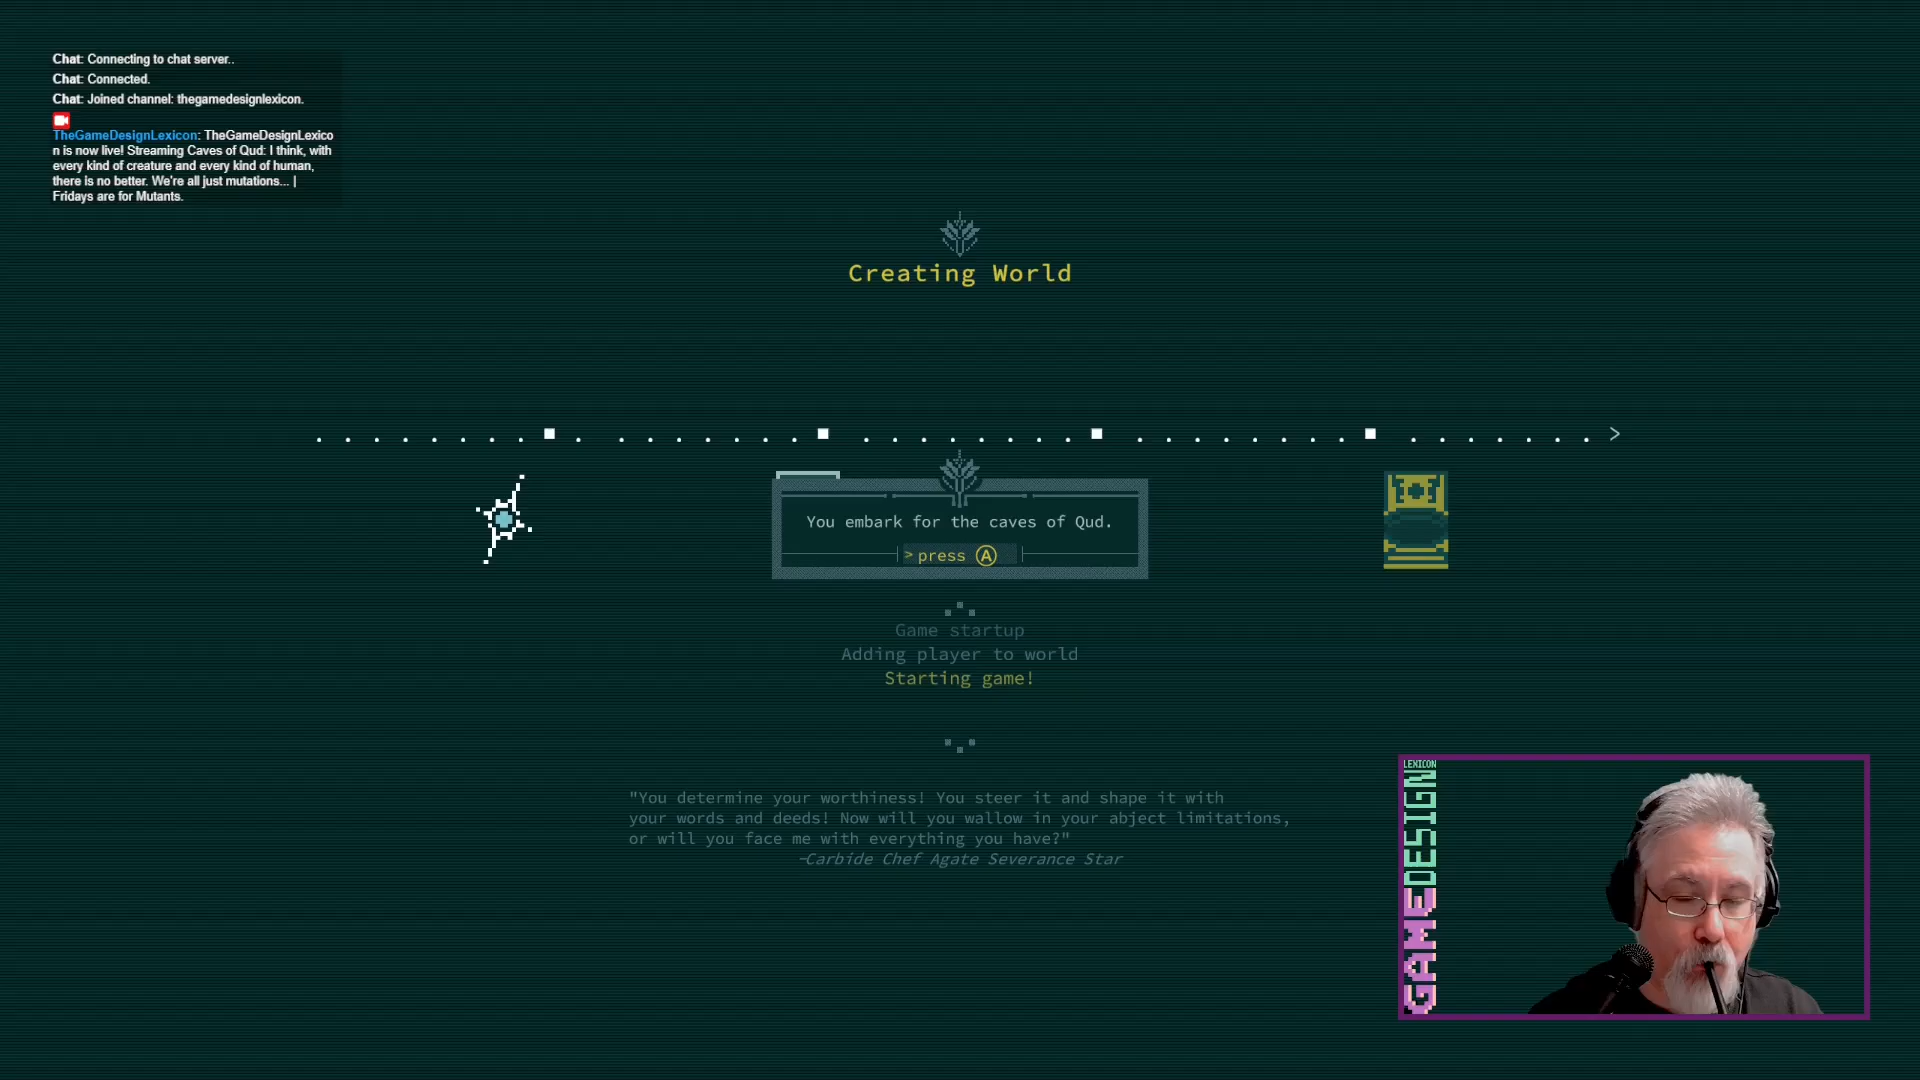 Chat: Connecting to chat server..
Chat: Connected.
Chat: Joined channel: thegamedesignlexicon.
TheGameDesignLexicon: TheGameDesignLexico
n is now live! Streaming Caves of Qud: I think, with
every kind of creature and every kind of human,
there is no better. We're all just mutations... |
Fridays are for Mutants.
Creating World
You embark for the caves of Qud.
> press A
Game startup
Adding player to world
Starting game!
"You determine your worthiness! You steer it and shape it with
your words and deeds! Now will you wallow in your abject limitations,
or will you face me with everything you have?"
-Carbide Chef Agate Severance Star
GAMEDESIGN
LEXICON